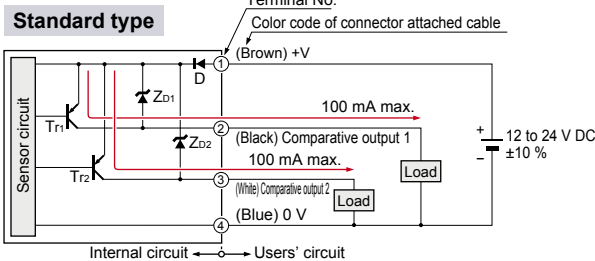 Terminal No.
Standard type
Color code of connector attached cable
1
(Brown) +V
D
ZD1
100 mA max.
Tr1
2
(Black) Comparative output 1
+
12 to 24 V DC
−
±10 %
ZD2
Sensor circuit
100 mA max.
Load
Tr2
3
(White) Comparative output 2
Load
(Blue) 0 V
4
Internal circuit
Users' circuit